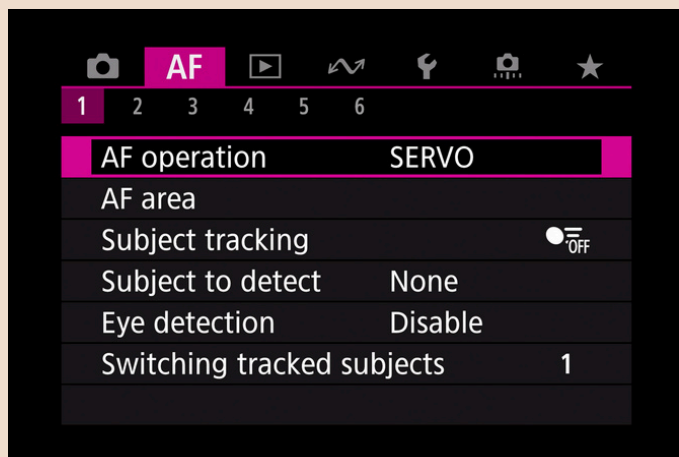 AF
1 2 3 4 5 6
AF operation SERVO
AF area
Subject tracking OFF
Subject to detect None
Eye detection Disable
Switching tracked subjects 1